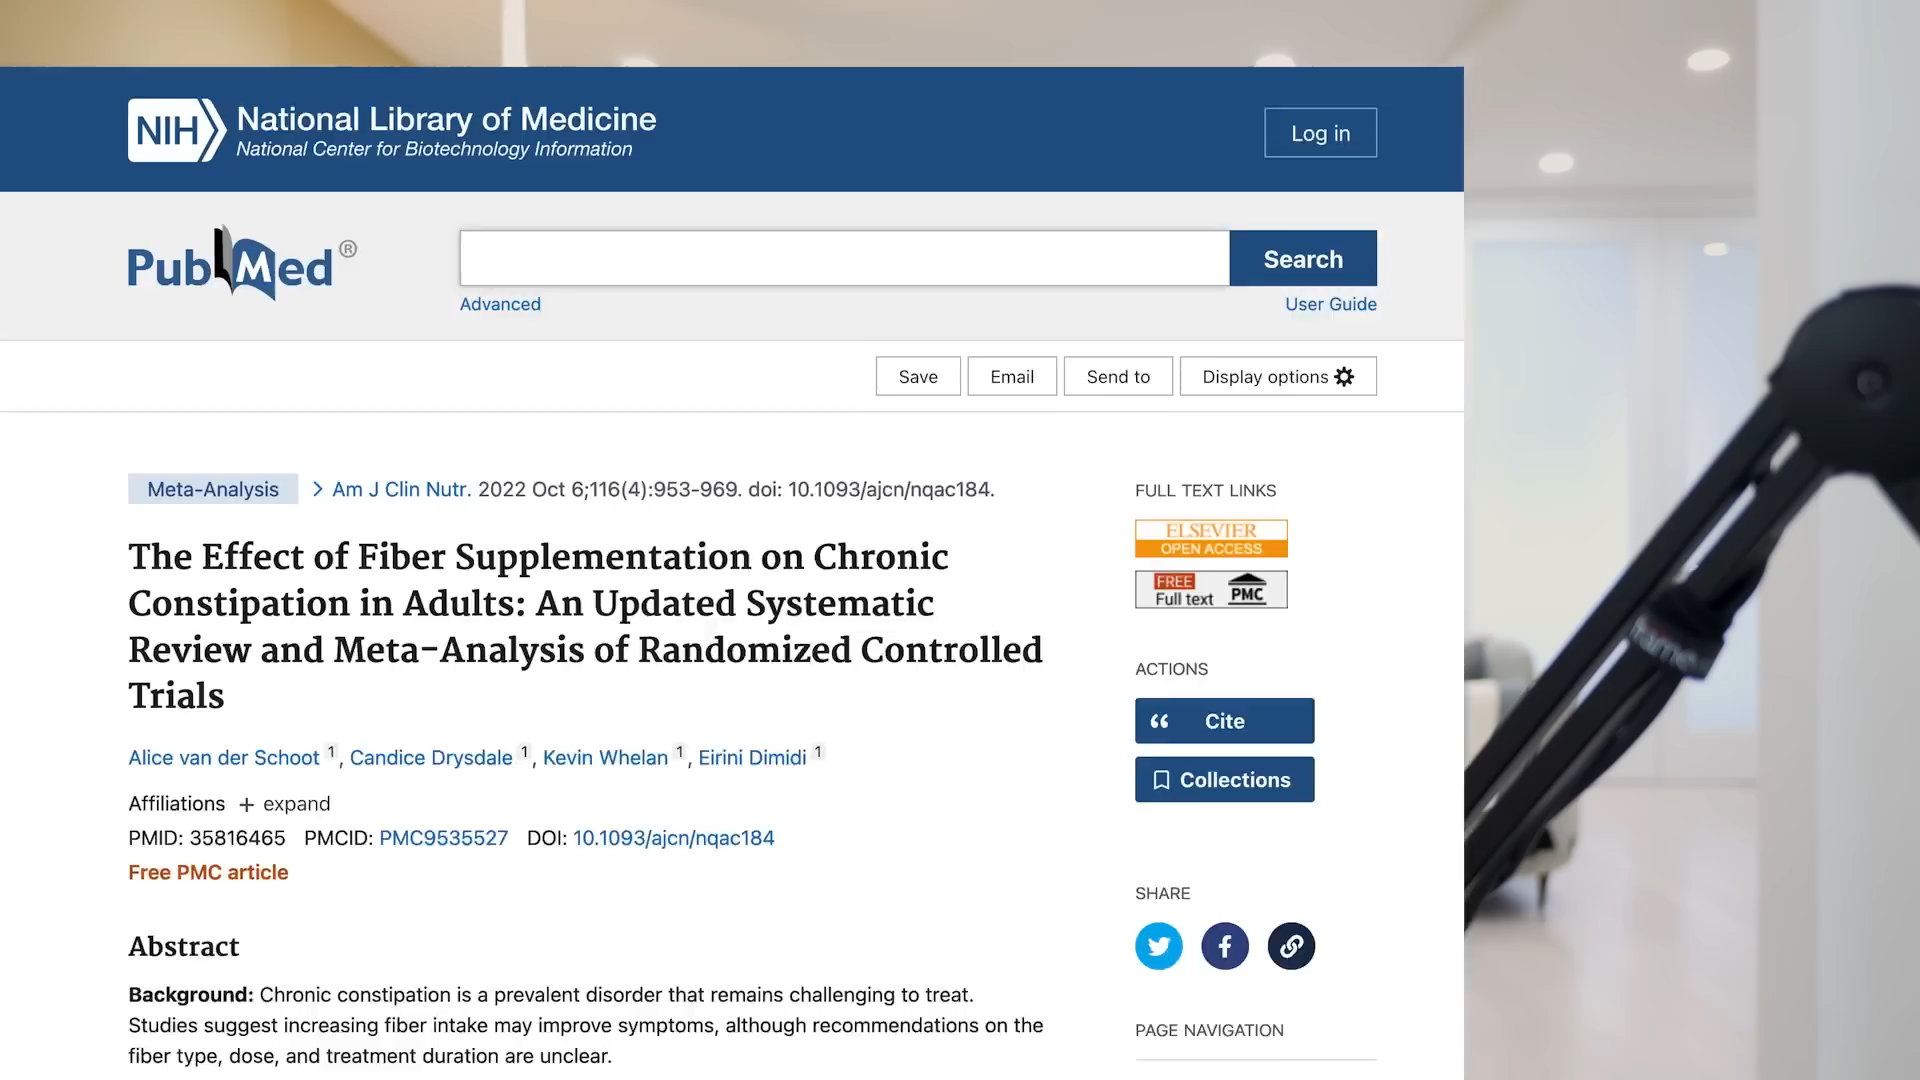 NIH National Library of Medicine
National Center for Biotechnology Information
Log in
PubMed®
Search
Advanced
User Guide
Save
Email
Send to
Display options
Meta-Analysis > Am J Clin Nutr. 2022 Oct 6;116(4):953-969. doi: 10.1093/ajcn/nqac184.
The Effect of Fiber Supplementation on Chronic
Constipation in Adults: An Updated Systematic
Review and Meta-Analysis of Randomized Controlled
Trials
Alice van der Schoot 1, Candice Drysdale 1, Kevin Whelan 1, Eirini Dimidi 1
Affiliations + expand
PMID: 35816465 PMCID: PMC9535527 DOI: 10.1093/ajcn/nqac184
Free PMC article
Abstract
Background: Chronic constipation is a prevalent disorder that remains challenging to treat.
Studies suggest increasing fiber intake may improve symptoms, although recommendations on the
fiber type, dose, and treatment duration are unclear.
FULL TEXT LINKS
ELSEVIER
OPEN ACCESS
FREE
Full text PMC
ACTIONS
Cite
Collections
SHARE
PAGE NAVIGATION